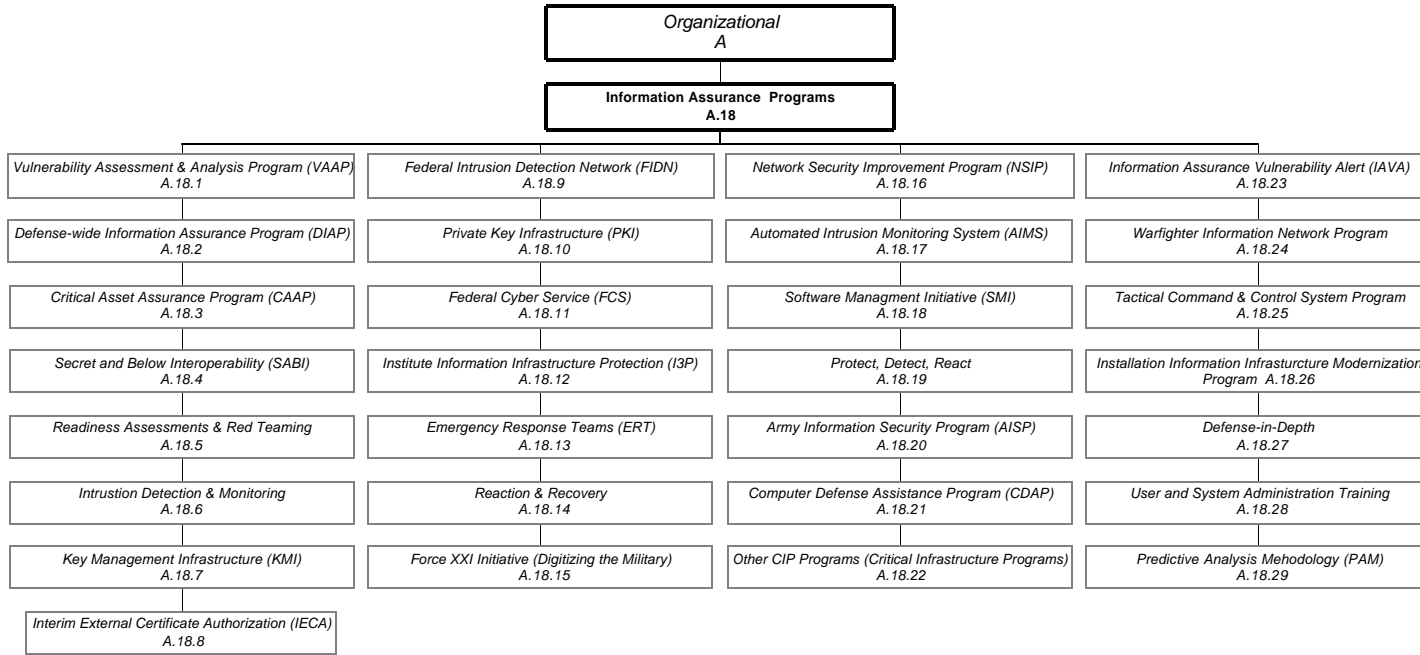 Organizational
A
Information Assurance Programs
A.18
Vulnerability Assessment & Analysis Program (VAAP)
A.18.1
Defense-wide Information Assurance Program (DIAP)
A.18.2
Critical Asset Assurance Program (CAAP)
A.18.3
Secret and Below Interoperability (SABI)
A.18.4
Readiness Assessments & Red Teaming
A.18.5
Intrustion Detection & Monitoring
A.18.6
Key Management Infrastructure (KMI)
A.18.7
Interim External Certificate Authorization (IECA)
A.18.8
Federal Intrusion Detection Network (FIDN)
A.18.9
Private Key Infrastructure (PKI)
A.18.10
Federal Cyber Service (FCS)
A.18.11
Institute Information Infrastructure Protection (I3P)
A.18.12
Emergency Response Teams (ERT)
A.18.13
Reaction & Recovery
A.18.14
Force XXI Initiative (Digitizing the Military)
A.18.15
Network Security Improvement Program (NSIP)
A.18.16
Automated Intrusion Monitoring System (AIMS)
A.18.17
Software Managment Initiative (SMI)
A.18.18
Protect, Detect, React
A.18.19
Army Information Security Program (AISP)
A.18.20
Computer Defense Assistance Program (CDAP)
A.18.21
Other CIP Programs (Critical Infrastructure Programs)
A.18.22
Information Assurance Vulnerability Alert (IAVA)
A.18.23
Warfighter Information Network Program
A.18.24
Tactical Command & Control System Program
A.18.25
Installation Information Infrasturcture Modernization
Program A.18.26
Defense-in-Depth
A.18.27
User and System Administration Training
A.18.28
Predictive Analysis Mehodology (PAM)
A.18.29